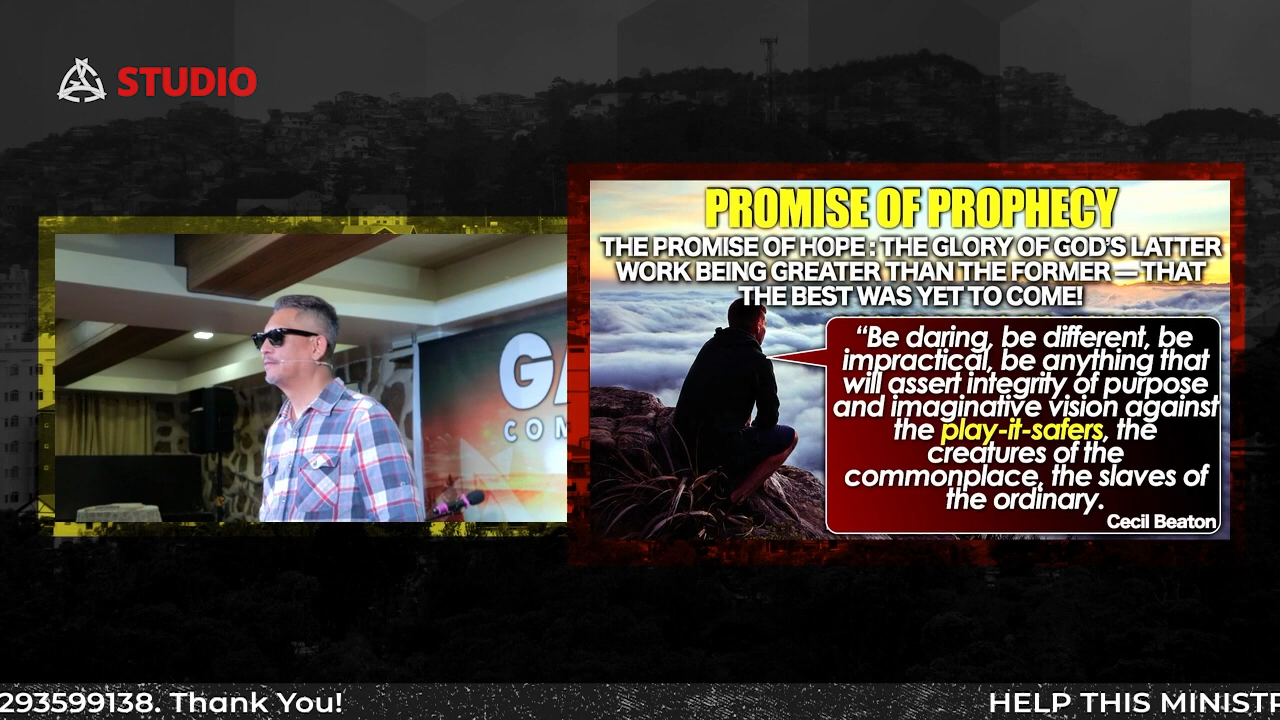 STUDIO
GA
COM
PROMISE OF PROPHECY
THE PROMISE OF HOPE : THE GLORY OF GOD'S LATTER
WORK BEING GREATER THAN THE FORMER — THAT
THE BEST WAS YET TO COME!
“Be daring, be different, be
impractical, be anything that
will assert integrity of purpose
and imaginative vision against
the play-it-safers, the
creatures of the
commonplace, the slaves of
the ordinary.
Cecil Beaton
293599138. Thank You!
HELP THIS MINISTR